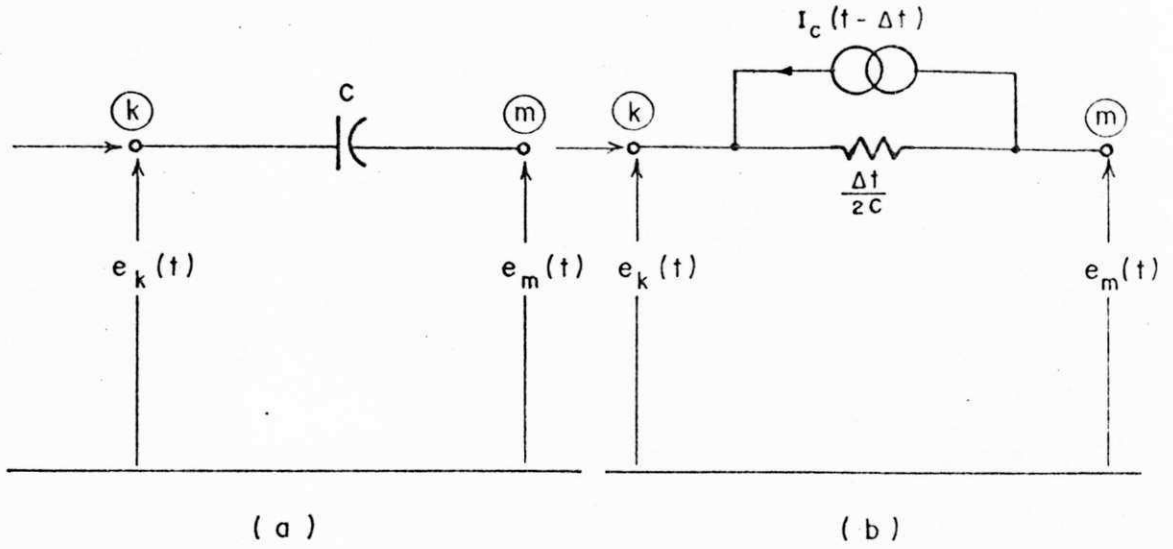 I_c (t - Δt)
k
C
m
k
m
Δt
2C
e_k (t)
e_m (t)
e_k (t)
e_m (t)
( a )
( b )